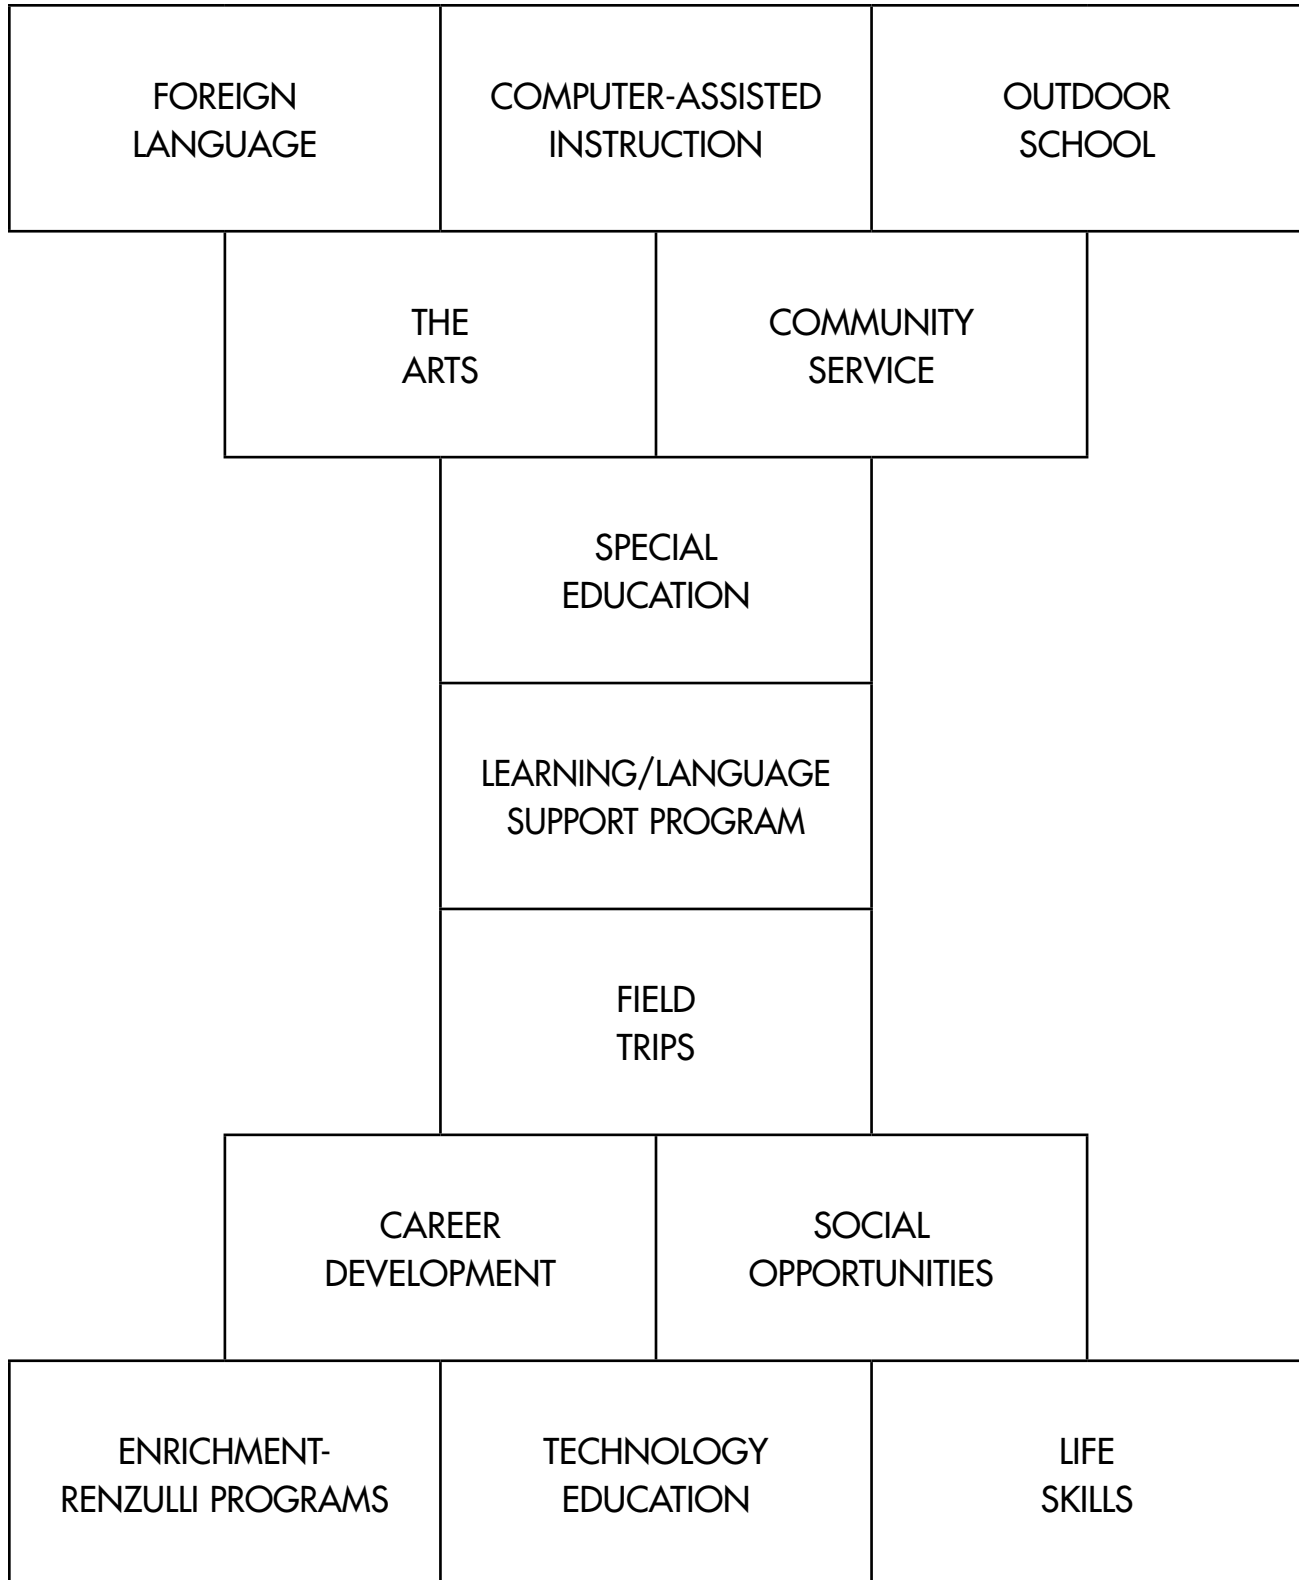 FOREIGN
LANGUAGE
COMPUTER-ASSISTED
INSTRUCTION
OUTDOOR
SCHOOL
THE
ARTS
COMMUNITY
SERVICE
SPECIAL
EDUCATION
LEARNING/LANGUAGE
SUPPORT PROGRAM
FIELD
TRIPS
CAREER
DEVELOPMENT
SOCIAL
OPPORTUNITIES
ENRICHMENT-
RENZULLI PROGRAMS
TECHNOLOGY
EDUCATION
LIFE
SKILLS